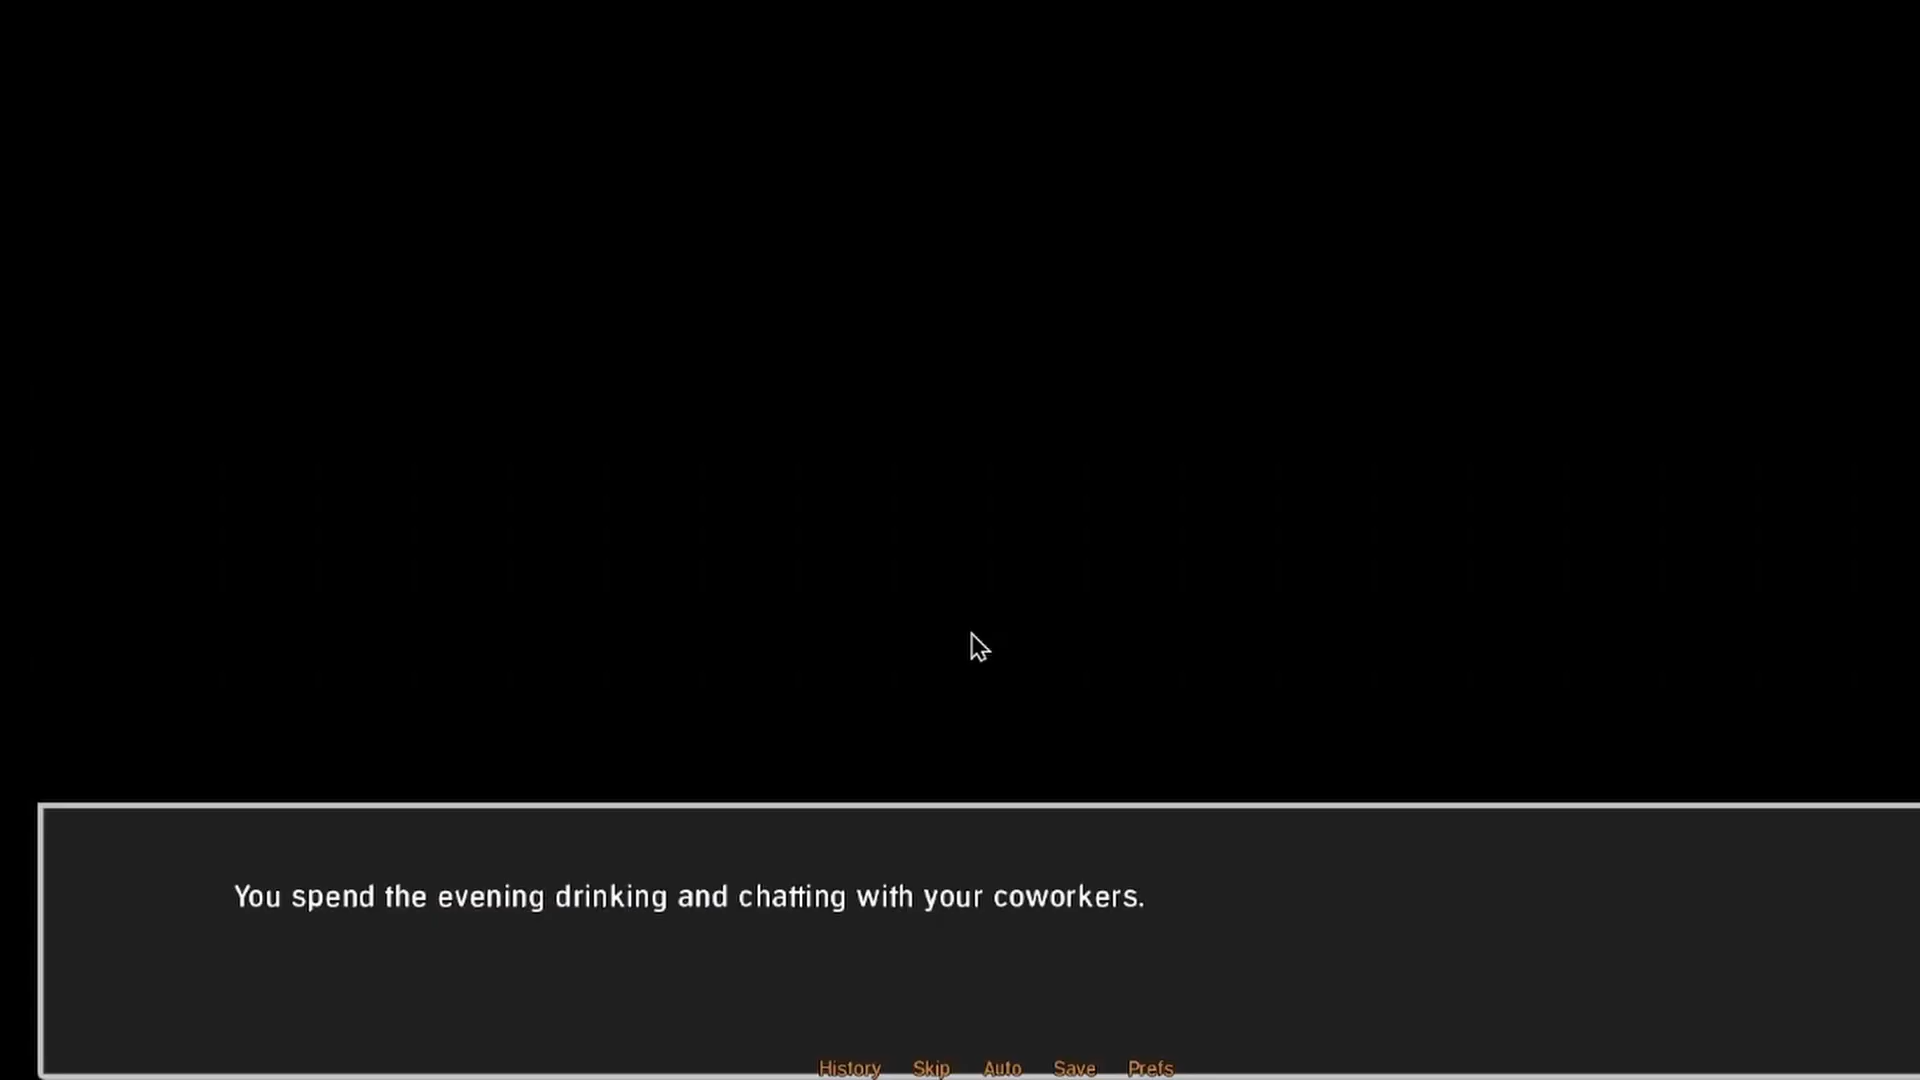 You spend the evening drinking and chatting with your coworkers.
History Skip Auto Save Prefs